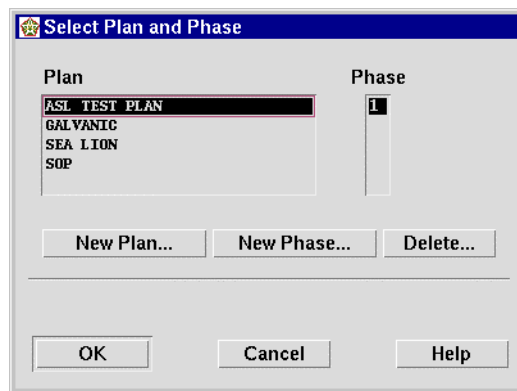 Select Plan and Phase
Plan Phase
ASL TEST PLAN 1
GALVANIC
SEA LION
SOP
New Plan... New Phase... Delete...
OK Cancel Help